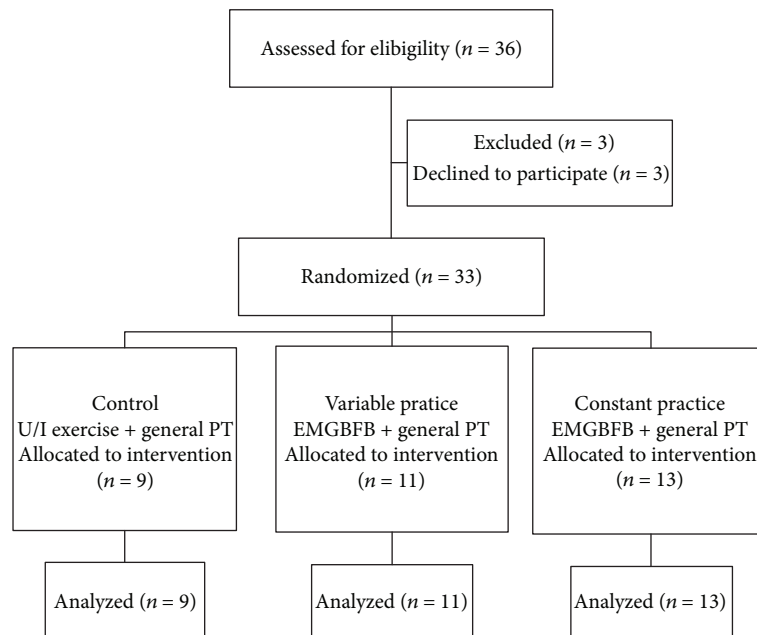 Assessed for elibigility (n = 36)
Excluded (n = 3)
Declined to participate (n = 3)
Randomized (n = 33)
Control
U/I exercise + general PT
Allocated to intervention
(n = 9)
Variable pratice
EMGBFB + general PT
Allocated to intervention
(n = 11)
Constant practice
EMGBFB + general PT
Allocated to intervention
(n = 13)
Analyzed (n = 9)
Analyzed (n = 11)
Analyzed (n = 13)